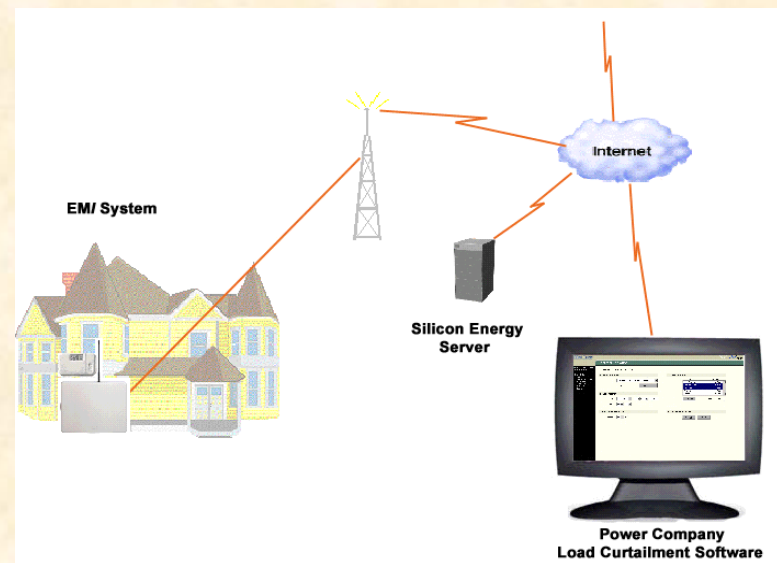 EM/ System
Internet
Silicon Energy
Server
Power Company
Load Curtailment Software